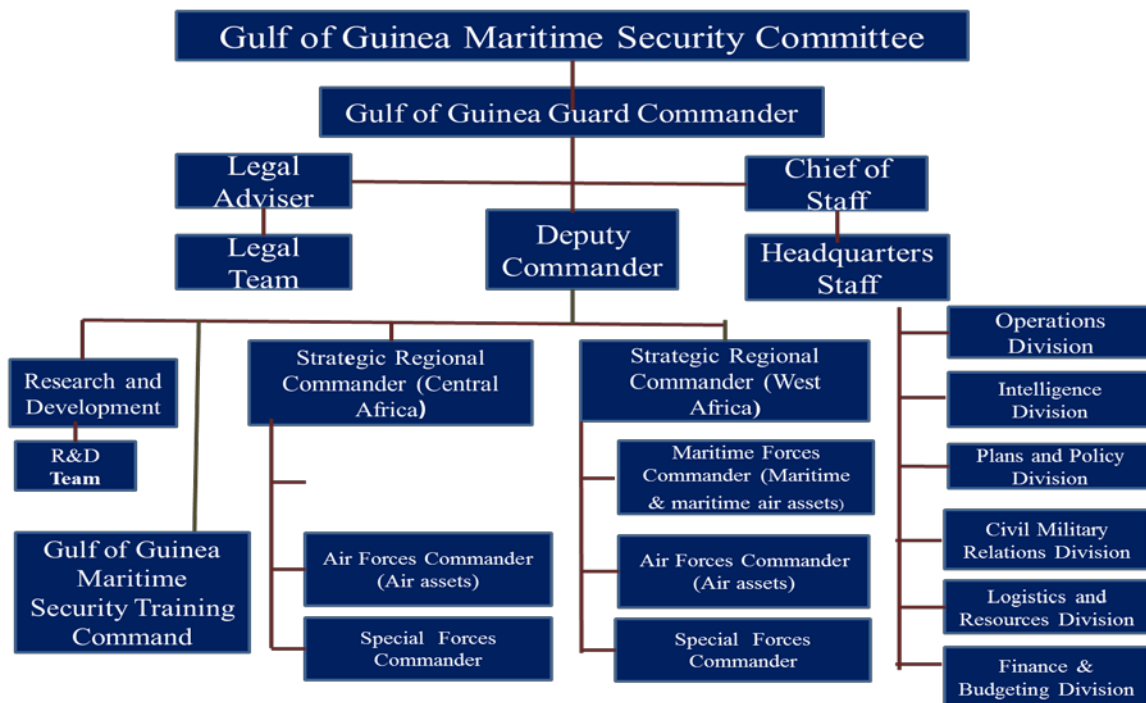 Gulf of Guinea Maritime Security Committee
Gulf of Guinea Guard Commander
Legal
Adviser
Chief of
Staff
Legal
Team
Deputy
Commander
Headquarters
Staff
Research and
Development
R&D
Team
Gulf of Guinea
Maritime
Security Training
Command
Strategic Regional
Commander (Central
Africa)
Air Forces Commander
(Air assets)
Special Forces
Commander
Strategic Regional
Commander (West
Africa)
Maritime Forces
Commander (Maritime
& maritime air assets)
Air Forces Commander
(Air assets)
Special Forces
Commander
Operations
Division
Intelligence
Division
Plans and Policy
Division
Civil Military
Relations Division
Logistics and
Resources Division
Finance &
Budgeting Division